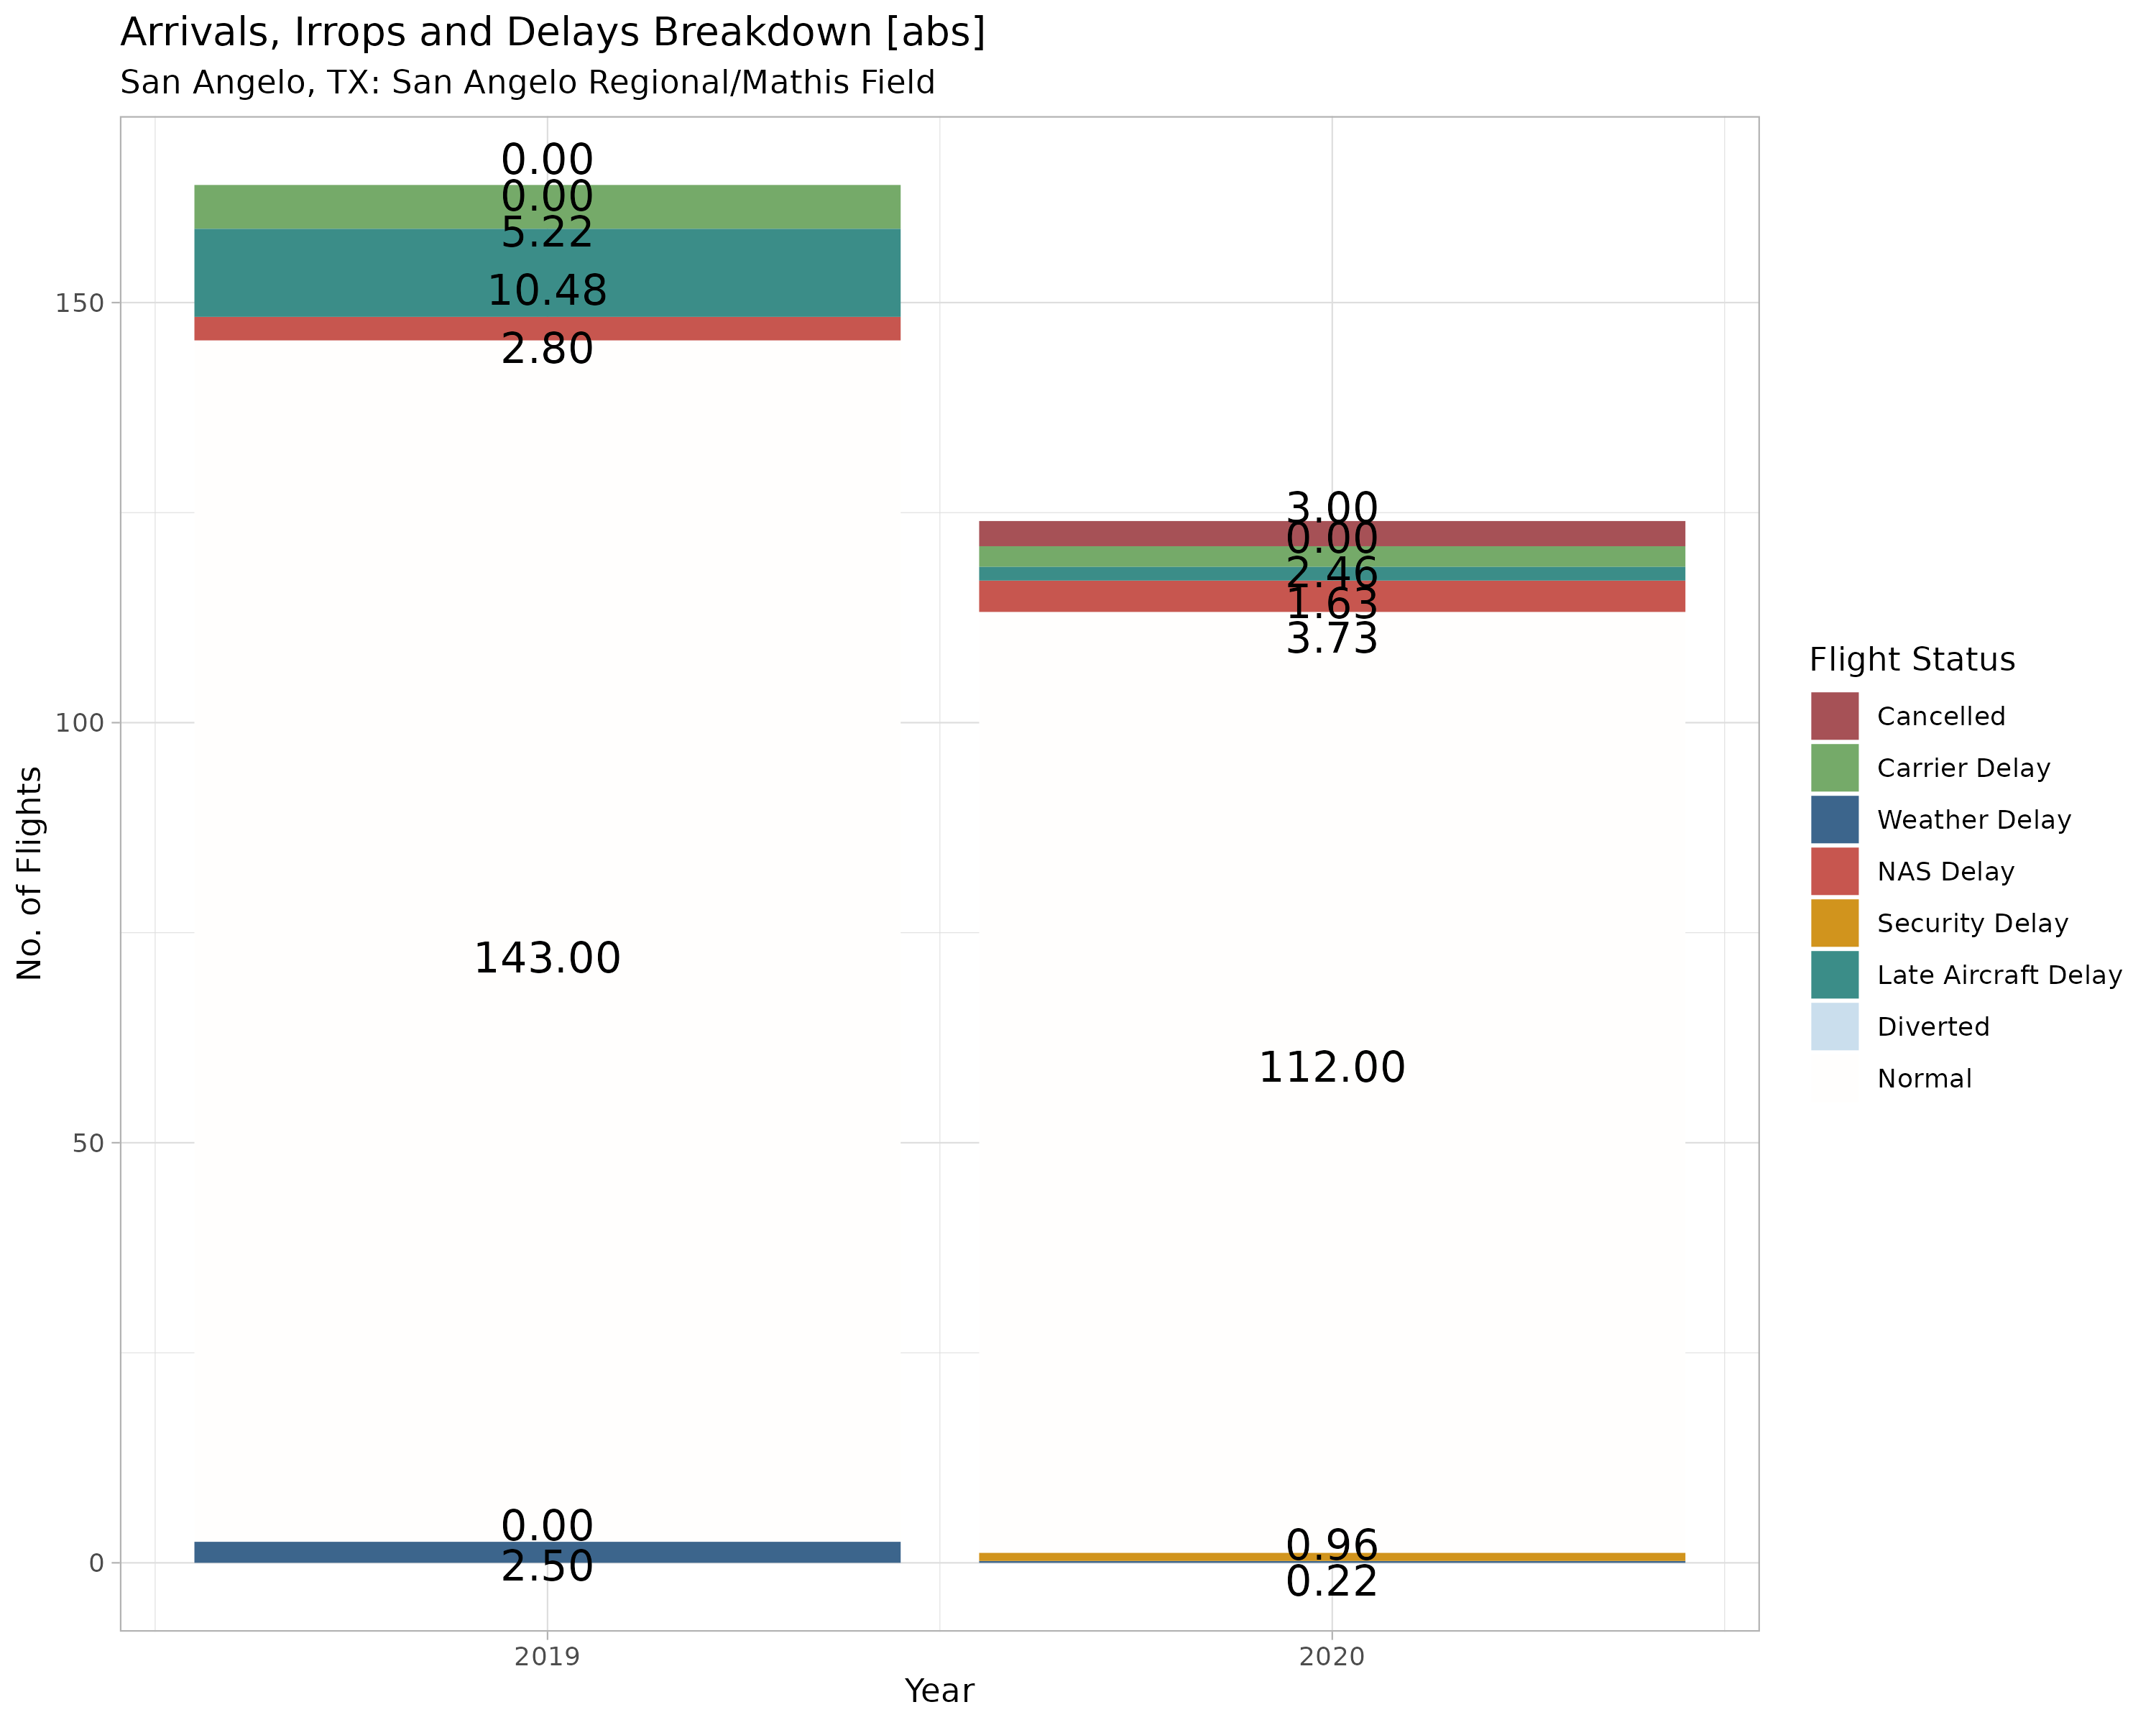 Arrivals, Irrops and Delays Breakdown [abs]
San Angelo, TX: San Angelo Regional/Mathis Field
No. of Flights
150
100
50
0
0.00
0.00
5.22
10.48
2.80
143.00
0.00
2.50
3.00
0.00
2.46
1.63
3.73
112.00
0.96
0.22
2019
2020
Year
Flight Status
Cancelled
Carrier Delay
Weather Delay
NAS Delay
Security Delay
Late Aircraft Delay
Diverted
Normal